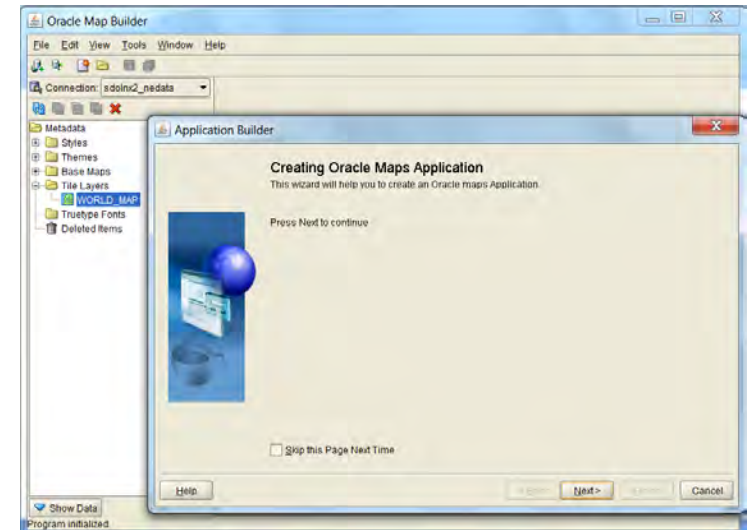 Oracle Map Builder
File Edit View Tools Window Help
Connection: sdolnx2_nedata
Metadata
Styles
Themes
Base Maps
Tile Layers
WORLD_MAP
Truetype Fonts
Deleted Items
Show Data
Program initialized.
Application Builder
Creating Oracle Maps Application
This wizard will help you to create an Oracle maps Application.
Press Next to continue
Skip this Page Next Time
Help
Next >
Cancel